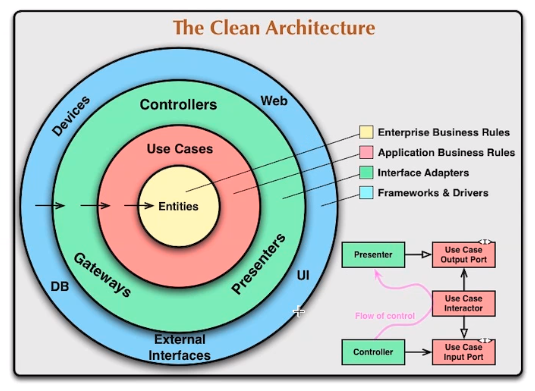 The Clean Architecture
Devices
Web
Controllers
Use Cases
Entities
Gateways
Presenters
DB
UI
External
Interfaces
Enterprise Business Rules
Application Business Rules
Interface Adapters
Frameworks & Drivers
Presenter
Use Case
Output Port
Use Case
Interactor
Flow of control
Controller
Use Case
Input Port